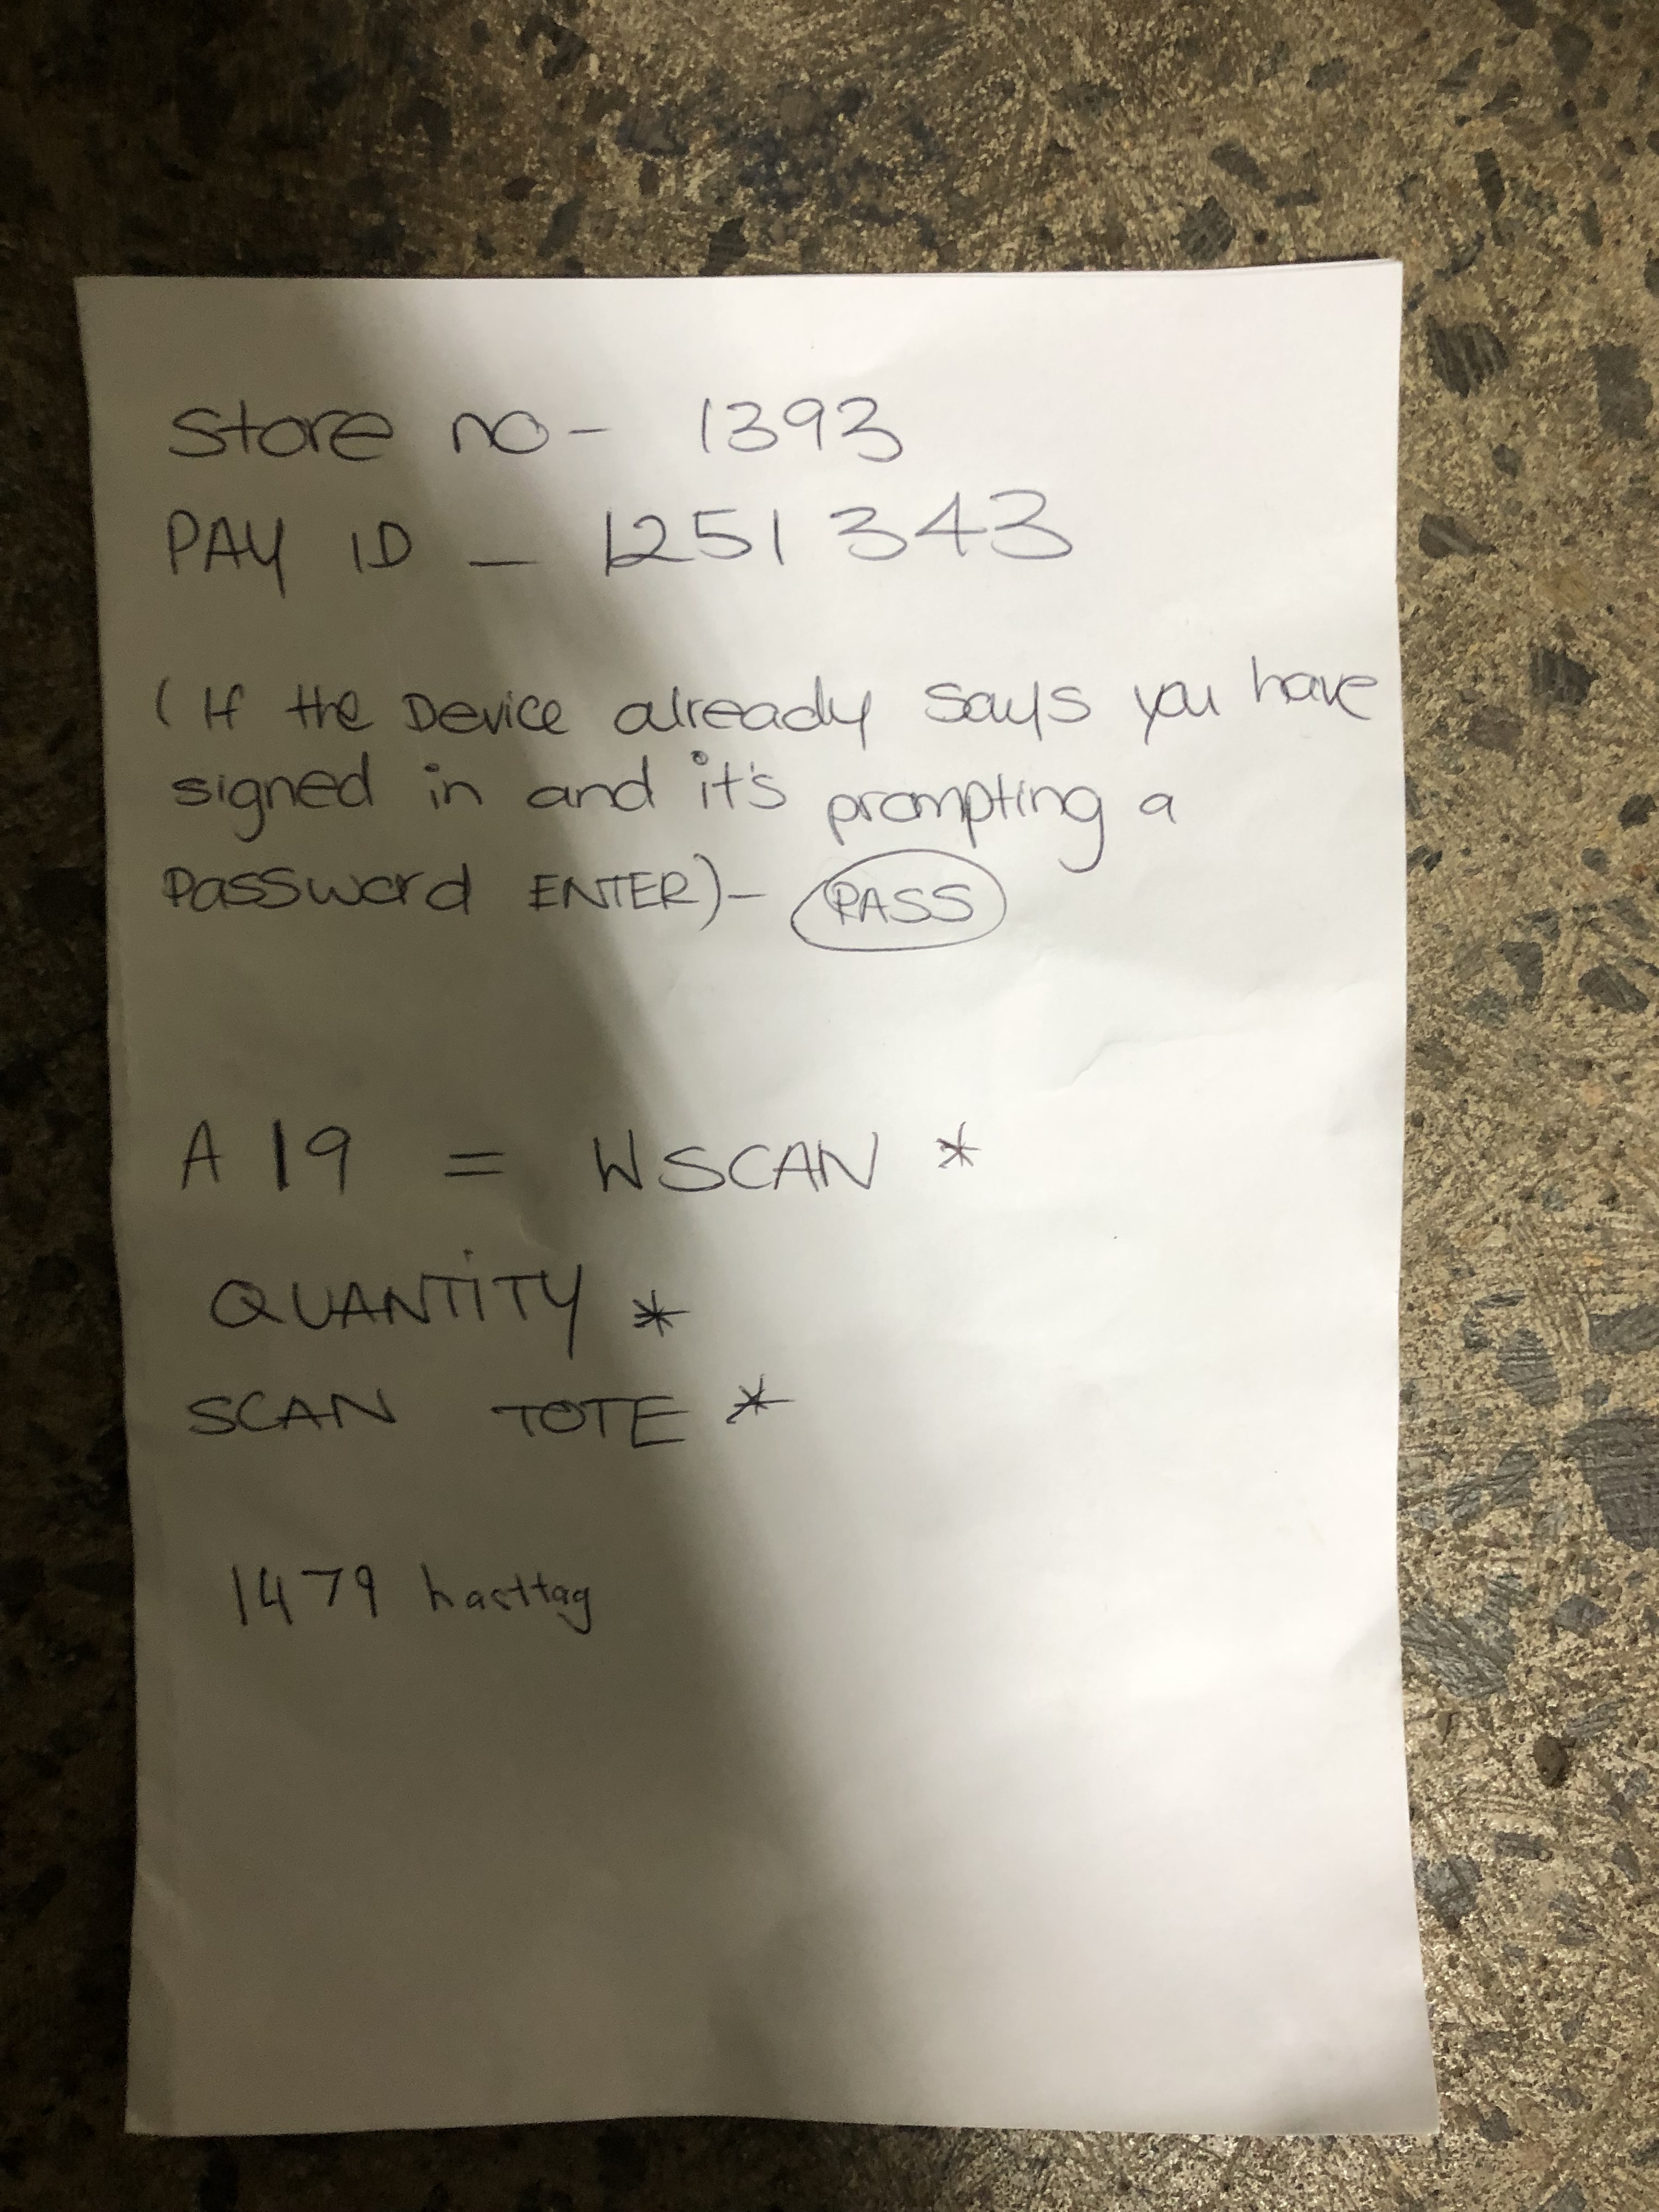 Store no - 1393
PAY ID - 1251343
(If the Device already says you have
signed in and it's prompting a
Password ENTER) - PASS
A 19 = WSCAN *
QUANTITY *
SCAN TOTE *
1479 hasttag